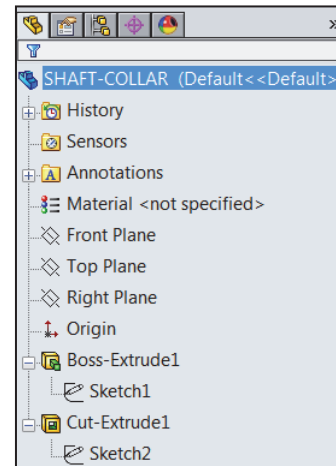 »
SHAFT-COLLAR (Default<<Default>
History
Sensors
A Annotations
Material <not specified>
Front Plane
Top Plane
Right Plane
Origin
Boss-Extrude1
Sketch1
Cut-Extrude1
Sketch2